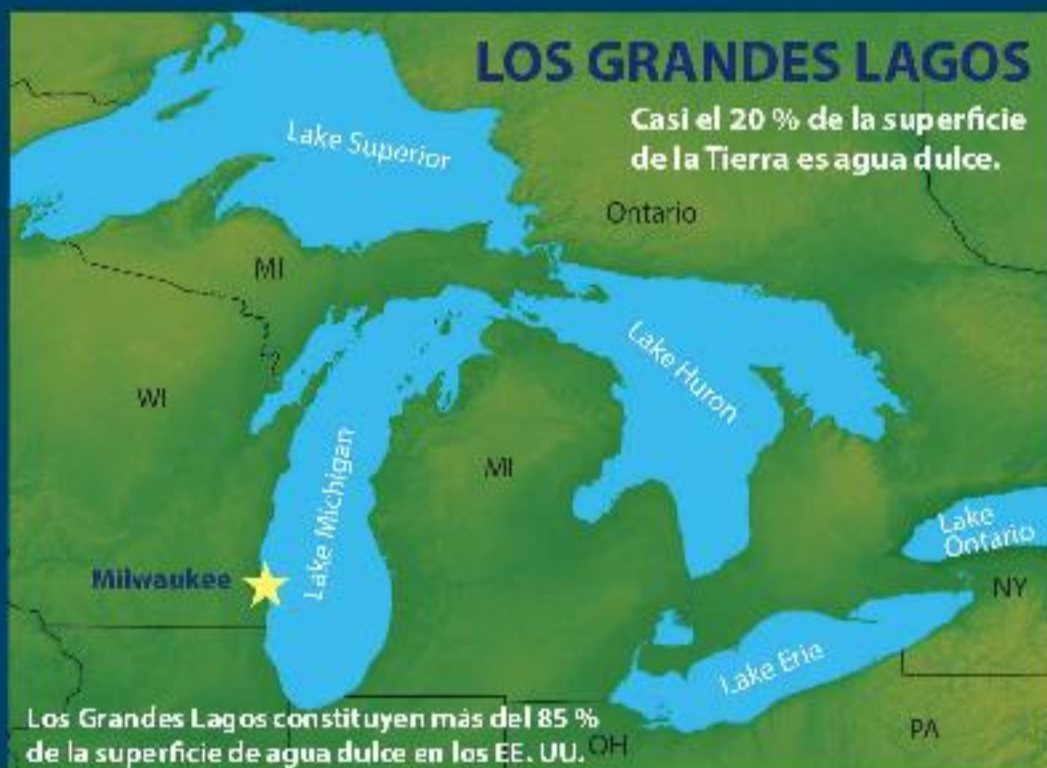 LOS GRANDES LAGOS
Casi el 20 % de la superficie
de la Tierra es agua dulce.
Lake Superior
Ontario
MI
Lake Huron
WI
MI
Lake Michigan
Lake
Ontario
Milwaukee
NY
Lake Erie
PA
OH
Los Grandes Lagos constituyen más del 85 %
de la superficie de agua dulce en los EE. UU.